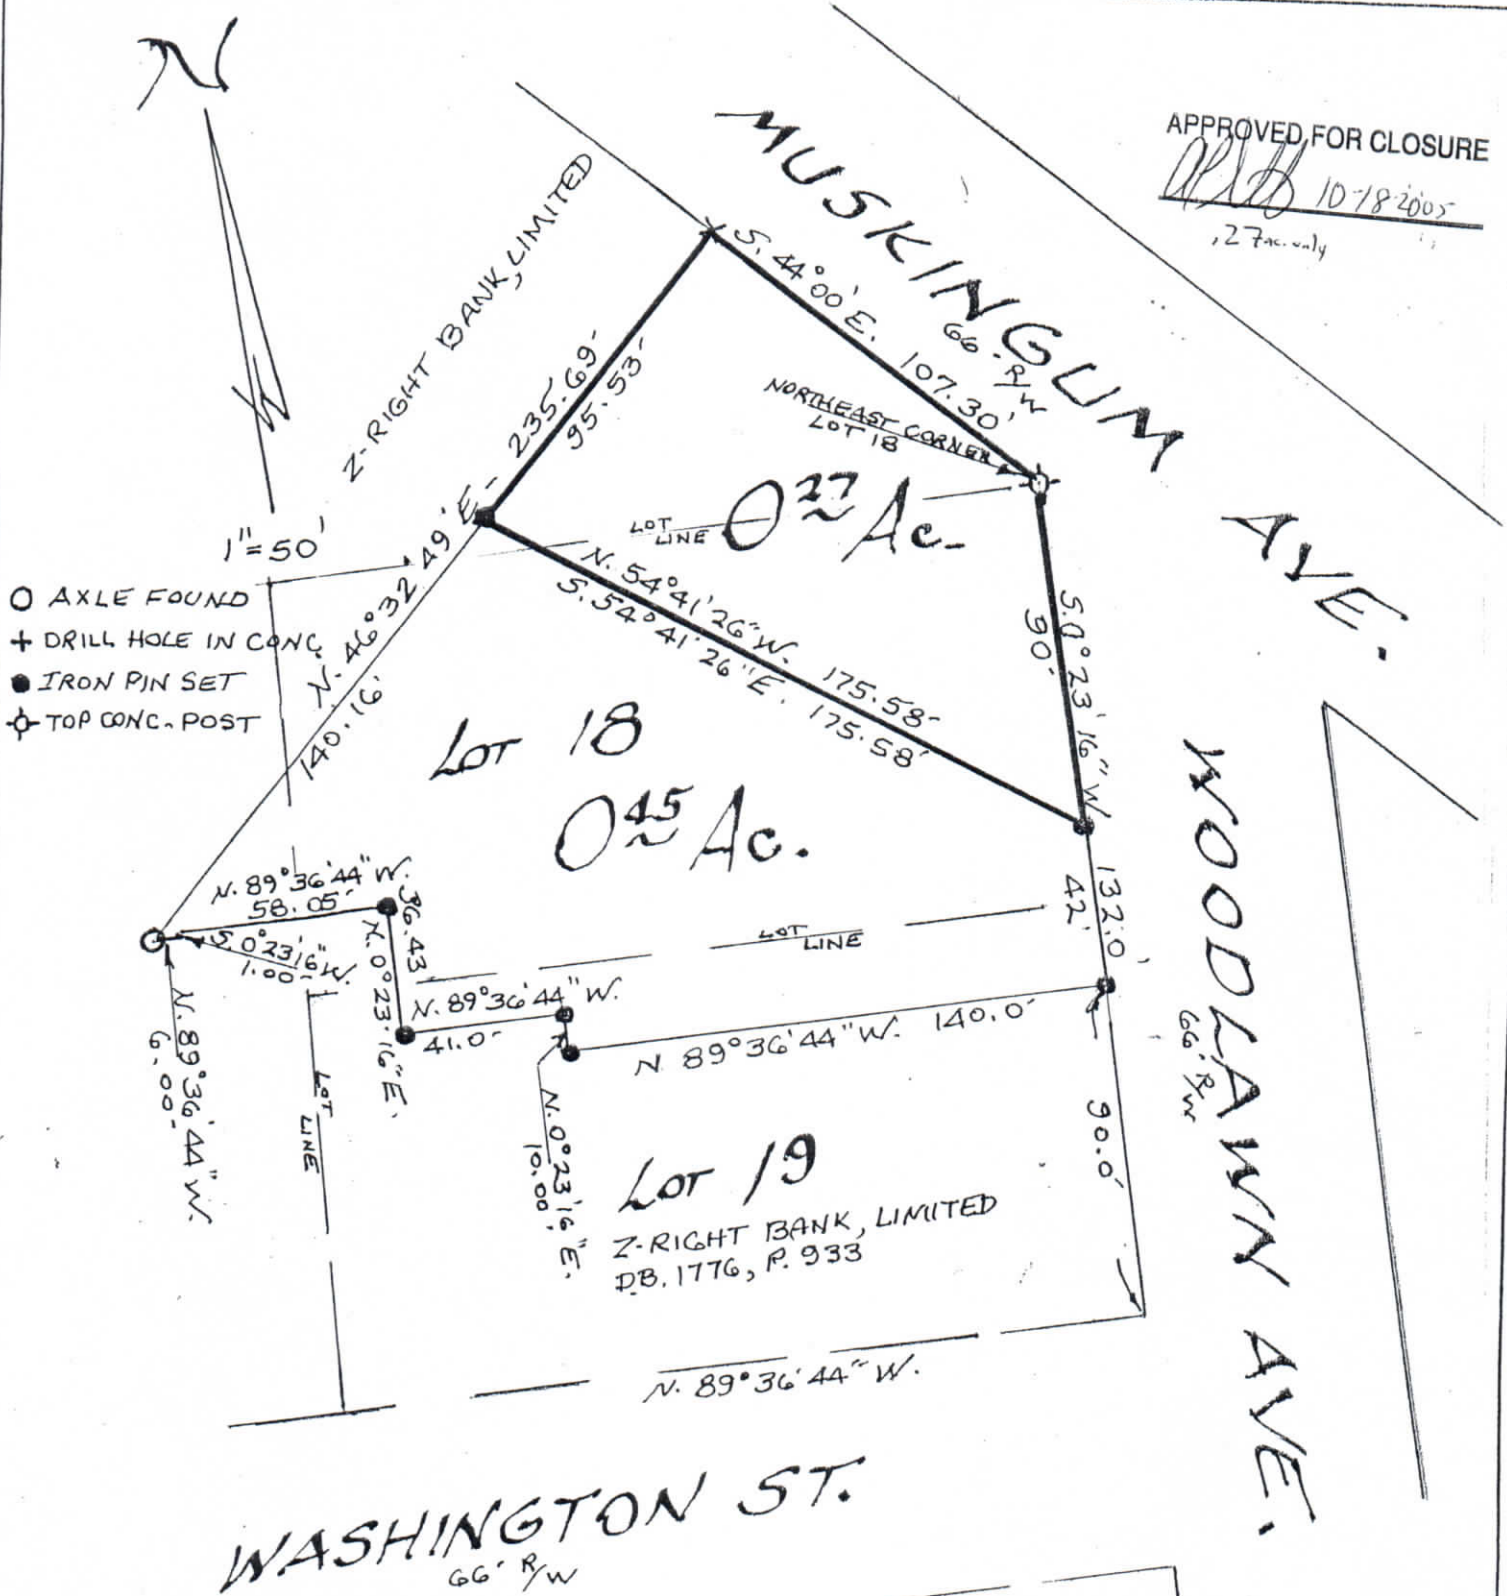 N
APPROVED FOR CLOSURE
10-18-2005
.27 ac. only
MUSKINGUM AVE.
66' R/W
Z-RIGHT BANK, LIMITED
S. 44°00' E. 107.30'
N. 46°32'49" E. 235.69'
95.53'
140.16'
NORTHEAST CORNER
LOT 18
0.27 Ac.
LOT
LINE
1"=50'
O AXLE FOUND
+ DRILL HOLE IN CONC.
● IRON PIN SET
TOP CONC. POST
N. 54°41'26" W. 175.58'
S. 54°41'26" E. 175.58'
S. 0°23'16" W.
90'
132.0'
42'
LOT 18
0.45 Ac.
N. 89°36'44" W.
58.05'
S. 0°23'16" W.
1.00'
36.43'
N. 0°23'16" E.
LOT
LINE
N. 89°36'44" W.
41.0'
N. 89°36'44" W.
6.00'
N 89°36'44" W. 140.0'
N. 0°23'16" E.
10.00'
LOT
LINE
90.0'
WOODLAWN AVE.
66' R/W
LOT 19
Z-RIGHT BANK, LIMITED
DB. 1776, P. 933
N. 89°36'44" W.
WASHINGTON ST.
66' R/W